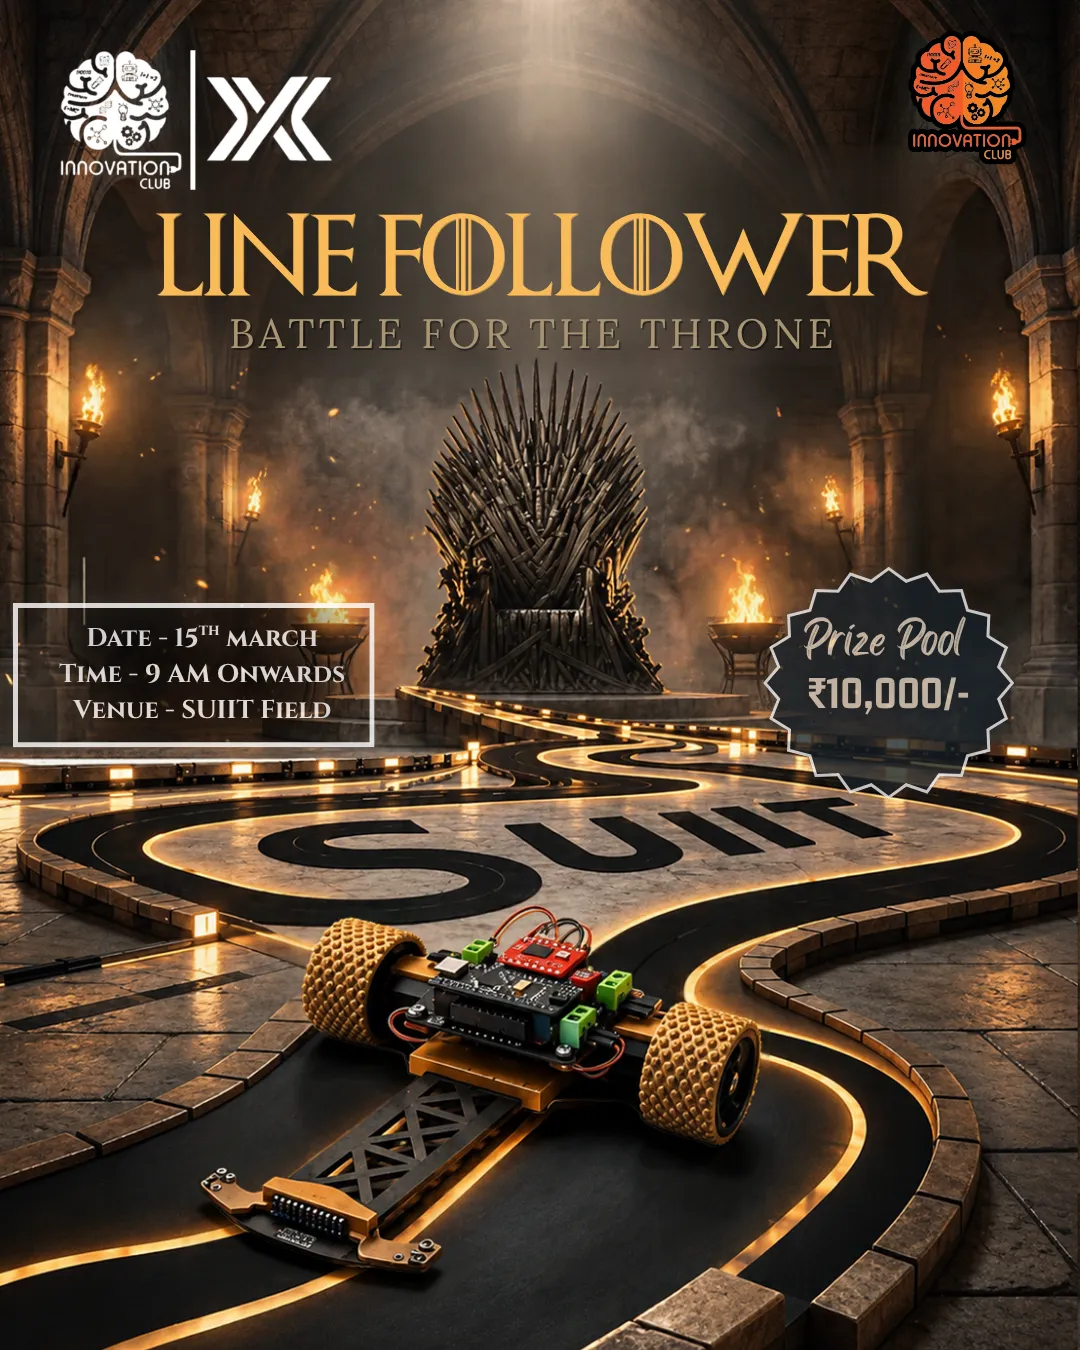 INNOVATION
CLUB
INNOVATION
CLUB
LINE FOLLOWER
BATTLE FOR THE THRONE
DATE - 15TH MARCH
TIME - 9 AM ONWARDS
VENUE - SUIIT FIELD
Prize Pool
₹10,000/-
SUIIT